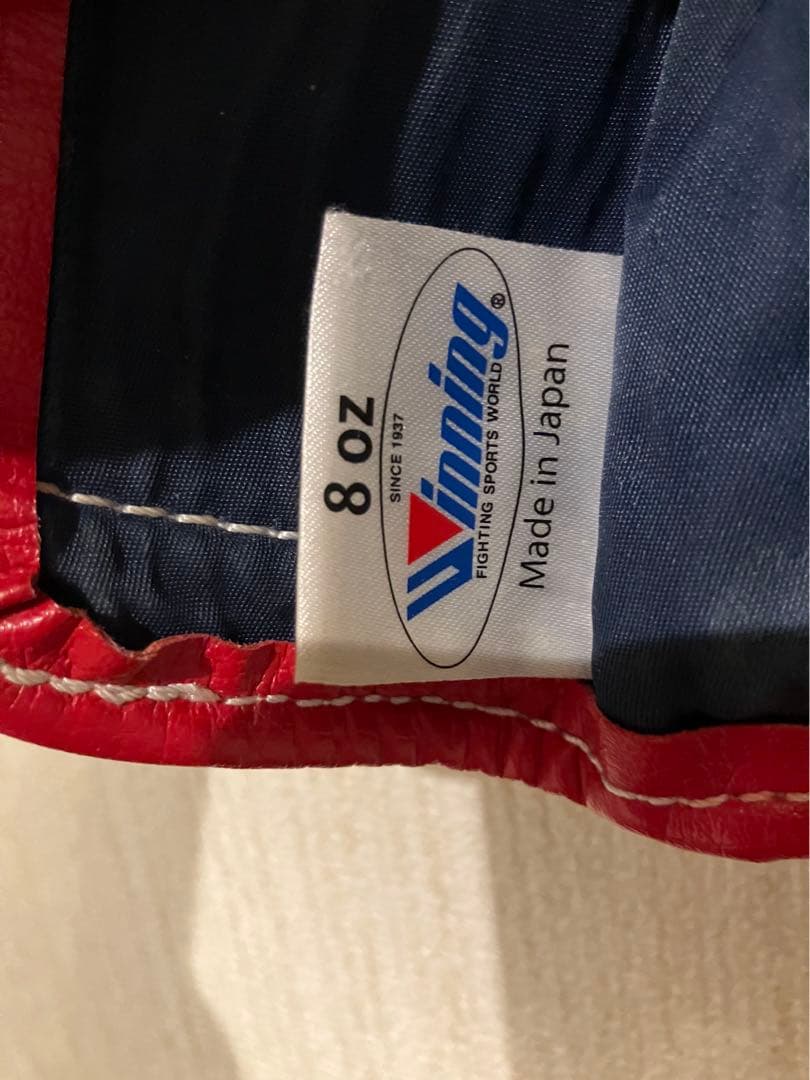 8 oz
SINCE 1937
Winning®
FIGHTING SPORTS WORLD
Made in Japan